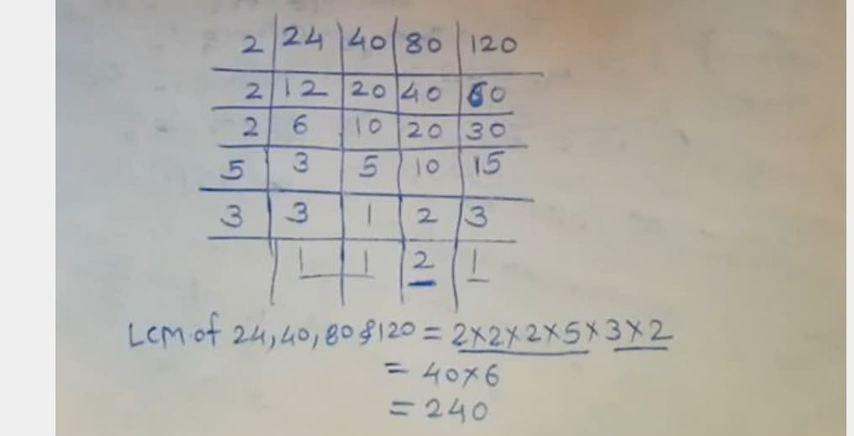 2 24 40 80 120
2 12 20 40 60
2 6 10 20 30
5 3 5 10 15
3 3 1 2 3
1 1 2 1
LCM of 24,40,80 & 120 = 2×2×2×5×3×2
= 40×6
= 240